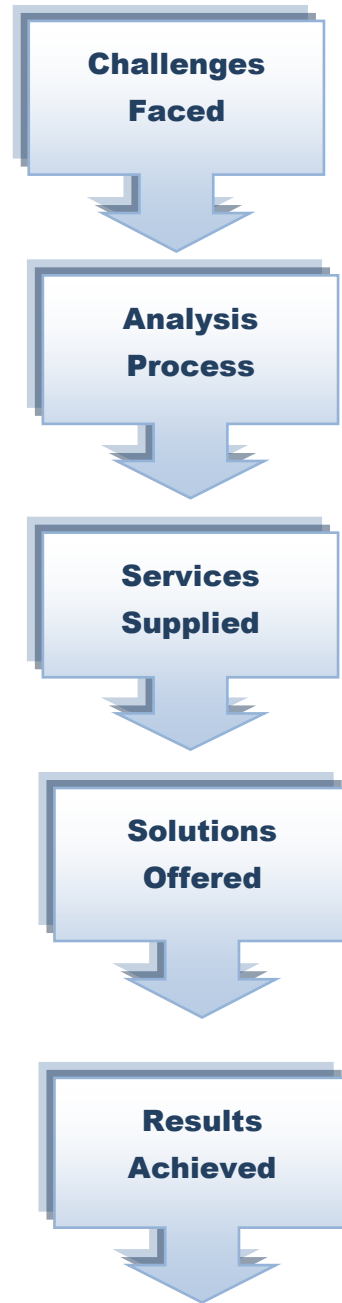 Challenges
Faced
Analysis
Process
Services
Supplied
Solutions
Offered
Results
Achieved